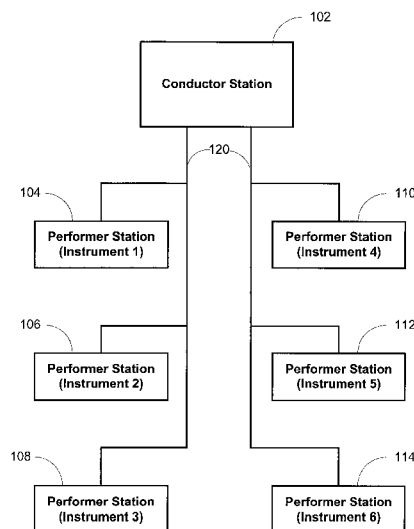 102
Conductor Station
120
104
110
Performer Station
(Instrument 1)
Performer Station
(Instrument 4)
106
112
Performer Station
(Instrument 2)
Performer Station
(Instrument 5)
108
114
Performer Station
(Instrument 3)
Performer Station
(Instrument 6)